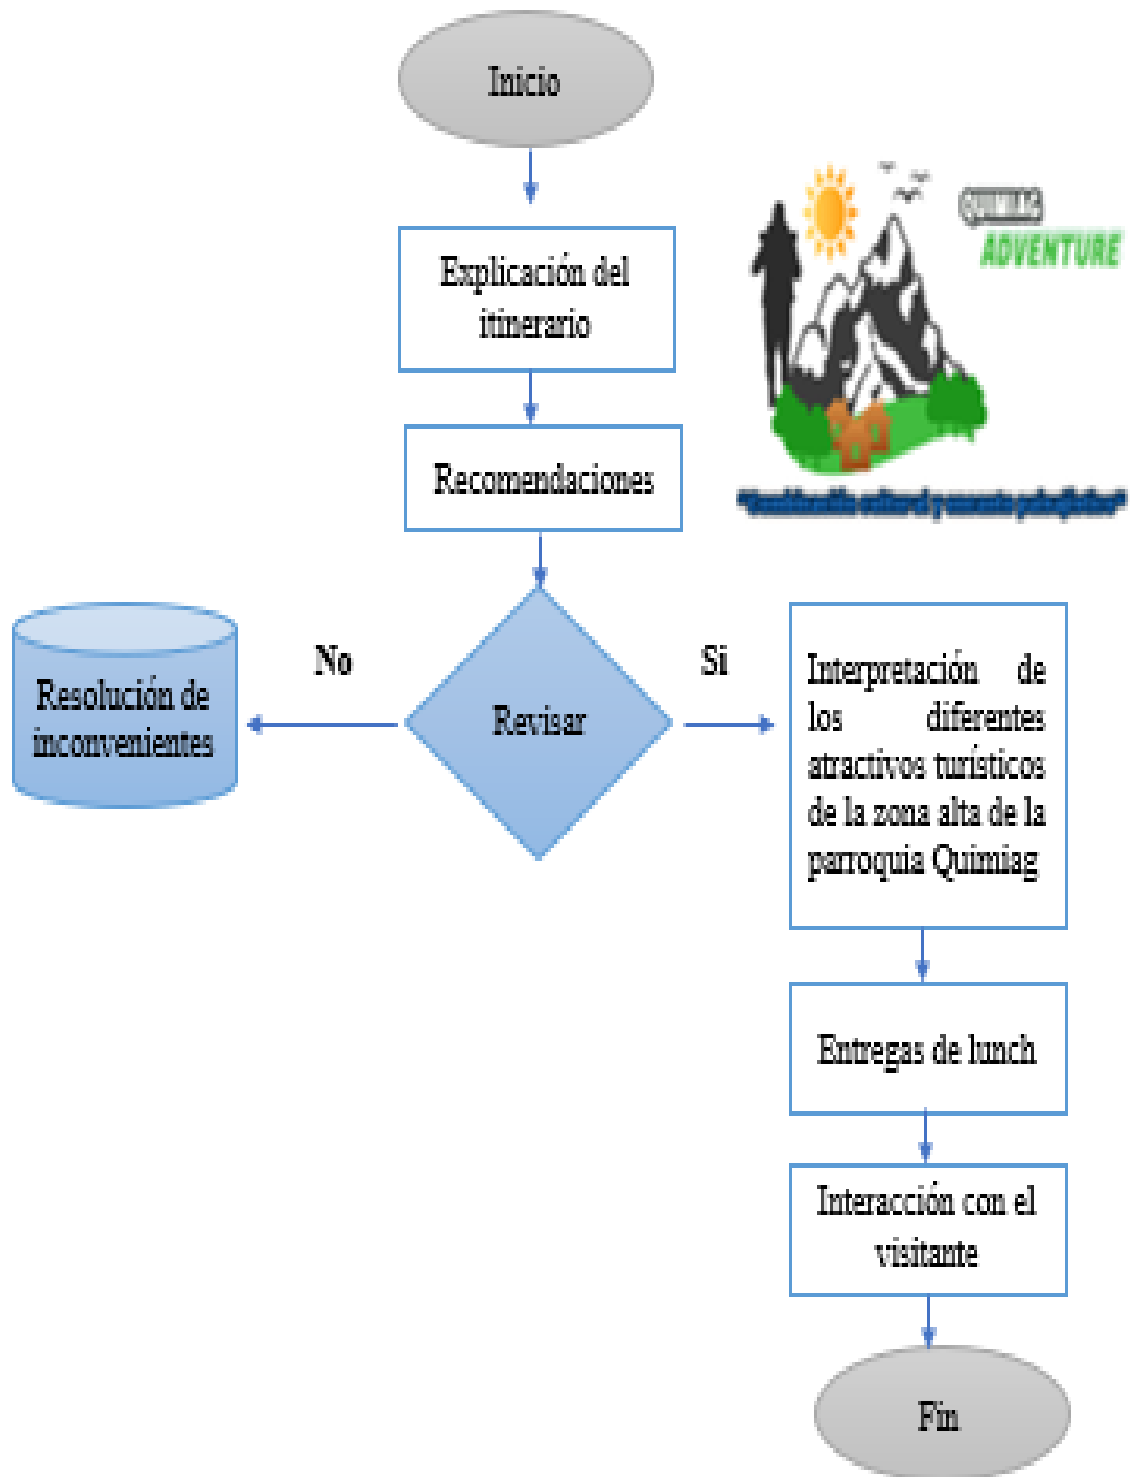 Inicio
QUIMIAG
ADVENTURE
Explicación del
itinerario
Recomendaciones
No
Si
Resolución de
inconvenientes
Revisar
Interpretación de
los diferentes
atractivos turísticos
de la zona alta de la
parroquia Quimiag
Entregas de lunch
Interacción con el
visitante
Fin